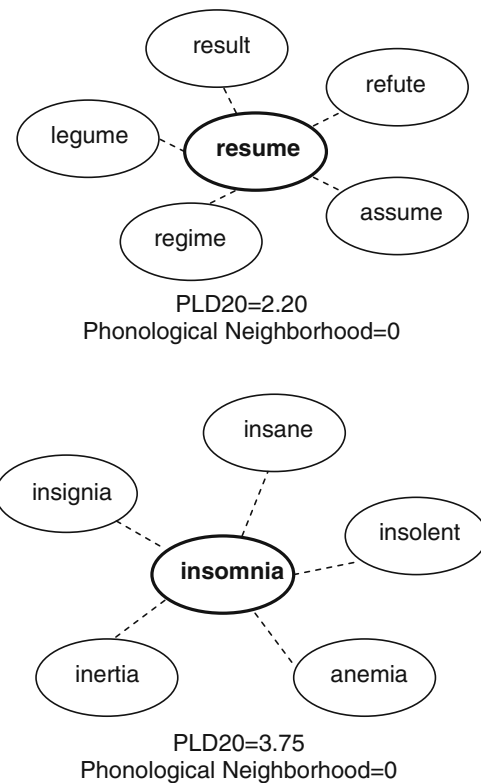 result
refute
legume
resume
assume
regime
PLD20=2.20
Phonological Neighborhood=0
insane
insignia
insolent
insomnia
inertia
anemia
PLD20=3.75
Phonological Neighborhood=0